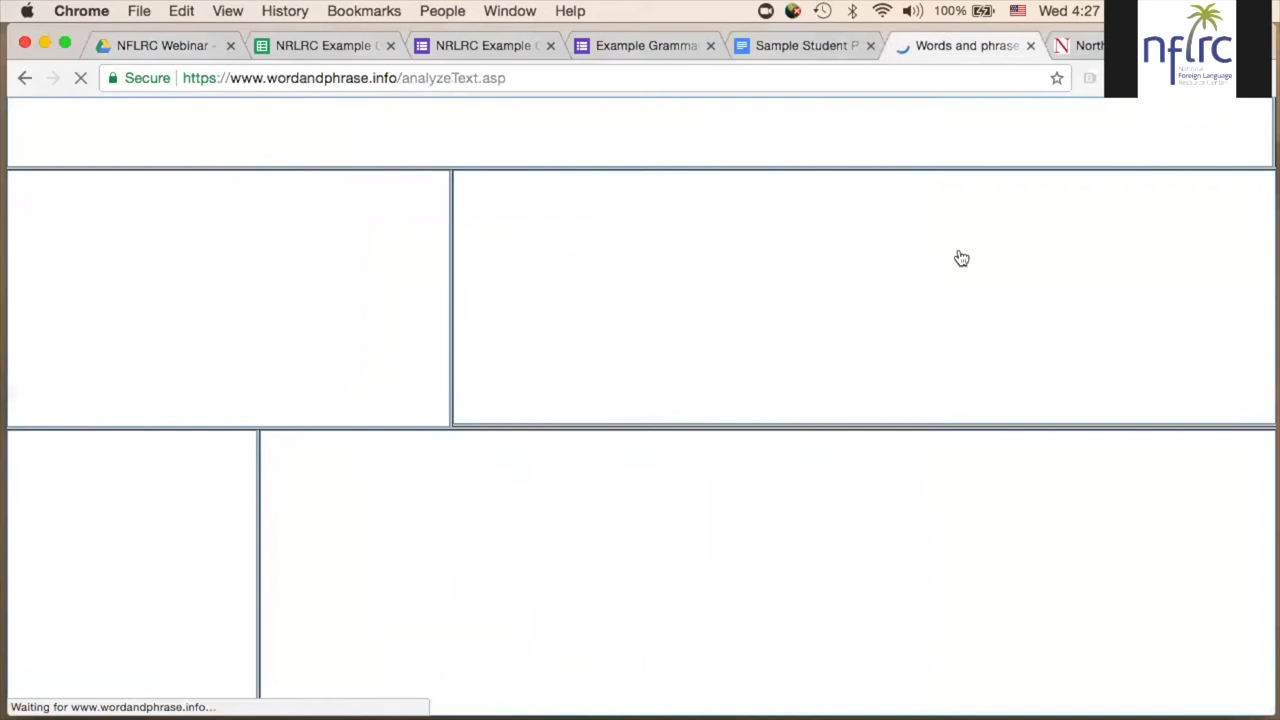 Chrome File Edit View History Bookmarks People Window Help 100% Wed 4:27
NFLRC Webinar - NRLRC Example NRLRC Example Example Gramma Sample Student P Words and phrase North
Secure https://www.wordandphrase.info/analyzeText.asp
nflrc
National
Foreign Language
Resource Center
Waiting for www.wordandphrase.info...